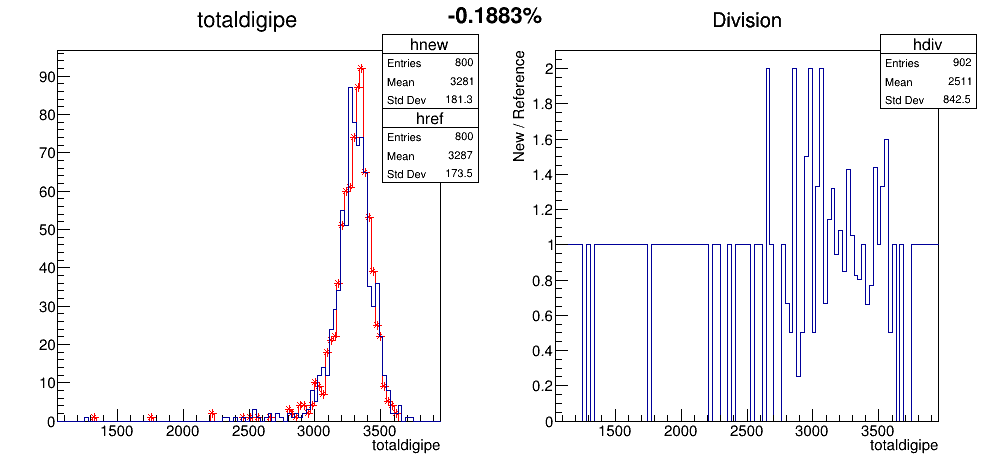 totaldigipe
-0.1883%
Division
hnew
Entries 800
Mean 3281
Std Dev 181.3
href
Entries 800
Mean 3287
Std Dev 173.5
90
80
70
60
50
40
30
20
10
0
1500 2000 2500 3000 3500
totaldigipe
hdiv
Entries 902
Mean 2511
Std Dev 842.5
New / Reference
2
1.8
1.6
1.4
1.2
1
0.8
0.6
0.4
0.2
0
1500 2000 2500 3000 3500
totaldigipe